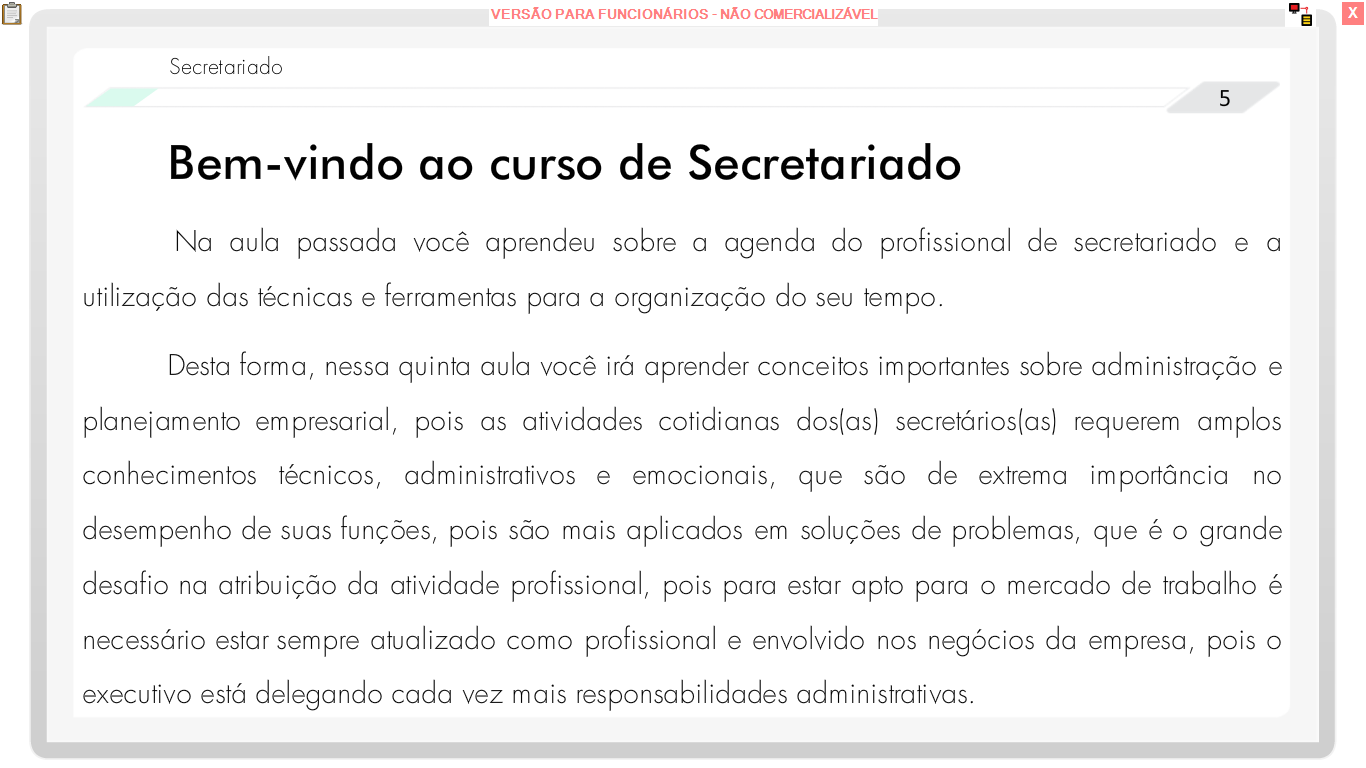 VERSÃO PARA FUNCIONÁRIOS - NÃO COMERCIALIZÁVEL
X
Secretariado
5
Bem-vindo ao curso de Secretariado
Na aula passada você aprendeu sobre a agenda do profissional de secretariado e a
utilização das técnicas e ferramentas para a organização do seu tempo.
Desta forma, nessa quinta aula você irá aprender conceitos importantes sobre administração e
planejamento empresarial, pois as atividades cotidianas dos(as) secretários(as) requerem amplos
conhecimentos técnicos, administrativos e emocionais, que são de extrema importância no
desempenho de suas funções, pois são mais aplicados em soluções de problemas, que é o grande
desafio na atribuição da atividade profissional, pois para estar apto para o mercado de trabalho é
necessário estar sempre atualizado como profissional e envolvido nos negócios da empresa, pois o
executivo está delegando cada vez mais responsabilidades administrativas.